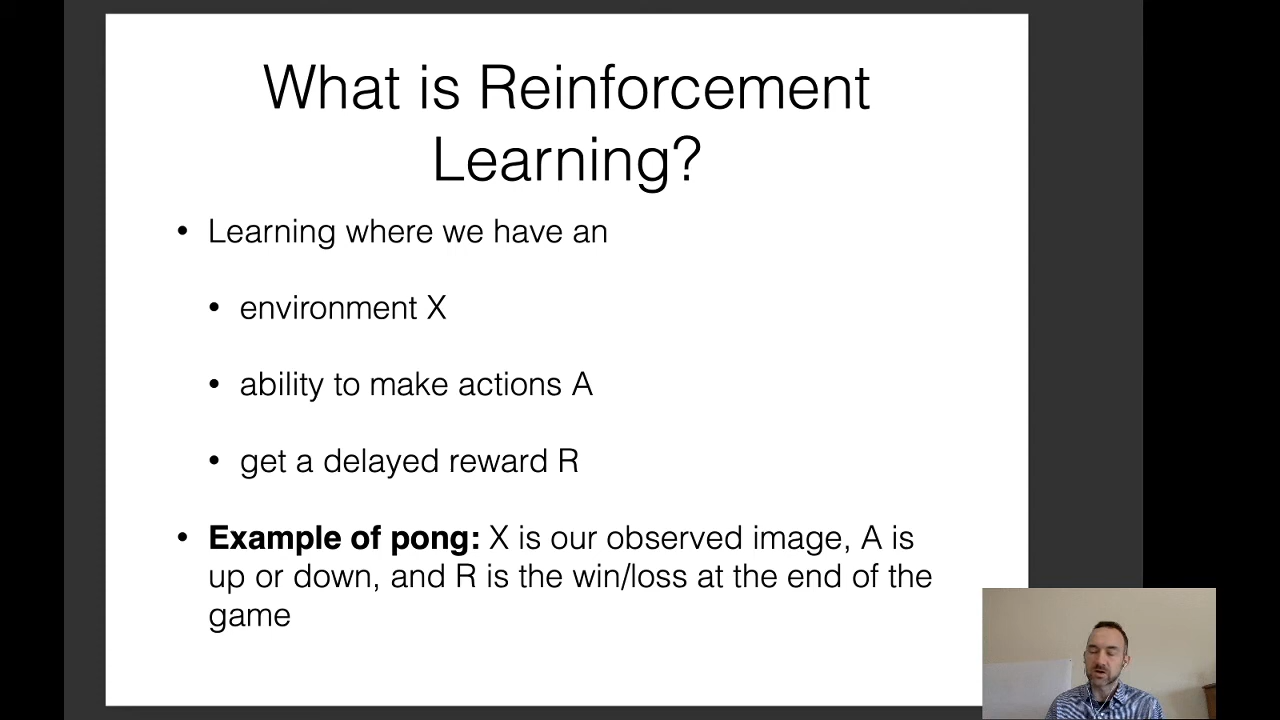 What is Reinforcement
Learning?
• Learning where we have an
• environment X
• ability to make actions A
• get a delayed reward R
• Example of pong: X is our observed image, A is
up or down, and R is the win/loss at the end of the
game